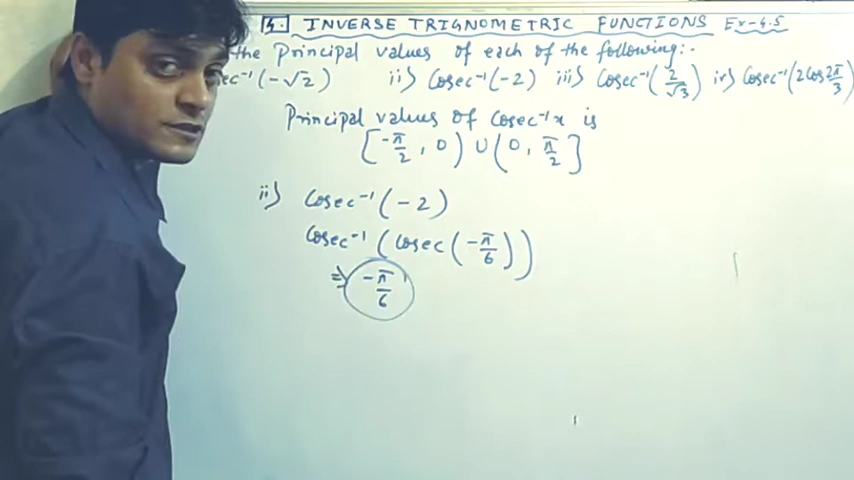 4. INVERSE TRIGNOMETRIC FUNCTIONS Ex-4.5
the Principal values of each of the following:-
sec⁻¹(-√2) ii) Cosec⁻¹(-2) iii) Cosec⁻¹(2/√3) iv) Cosec⁻¹(2Cos 2π/3)
Principal values of Cosec⁻¹x is
[-π/2, 0) ∪ (0, π/2]
ii) Cosec⁻¹(-2)
Cosec⁻¹(Cosec(-π/6))
⇒ -π/6